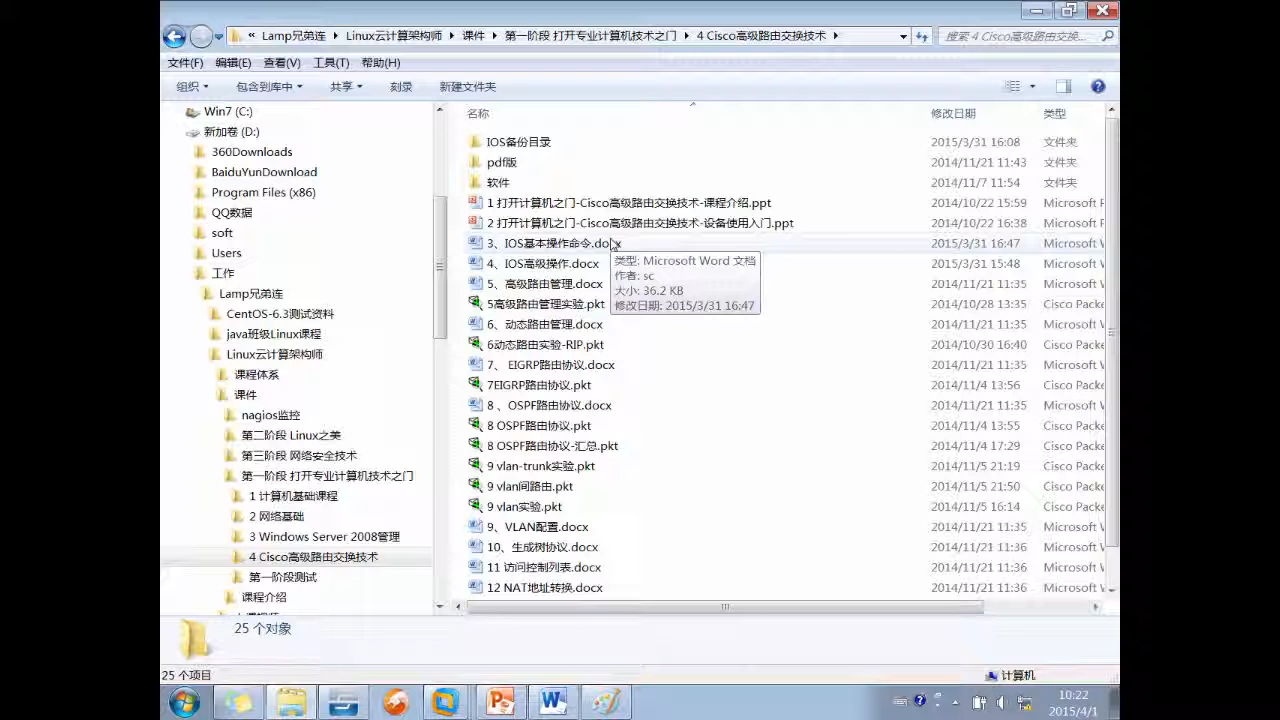 « Lamp兄弟连 ▸ Linux云计算架构师 ▸ 课件 ▸ 第一阶段 打开专业计算机技术之门 ▸ 4 Cisco高级路由交换技术 ▸
搜索 4 Cisco高级路由交换...
文件(F) 编辑(E) 查看(V) 工具(T) 帮助(H)
组织 包含到库中 共享 刻录 新建文件夹
Win7 (C:)
新加卷 (D:)
360Downloads
BaiduYunDownload
Program Files (x86)
QQ数据
soft
Users
工作
Lamp兄弟连
CentOS-6.3测试资料
java班级Linux课程
Linux云计算架构师
课程体系
课件
nagios监控
第二阶段 Linux之美
第三阶段 网络安全技术
第一阶段 打开专业计算机技术之门
1 计算机基础课程
2 网络基础
3 Windows Server 2008管理
4 Cisco高级路由交换技术
第一阶段测试
课程介绍
名称 修改日期 类型
IOS备份目录 2015/3/31 16:08 文件夹
pdf版 2014/11/21 11:43 文件夹
软件 2014/11/7 11:54 文件夹
1 打开计算机之门-Cisco高级路由交换技术-课程介绍.ppt 2014/10/22 15:59 Microsoft P
2 打开计算机之门-Cisco高级路由交换技术-设备使用入门.ppt 2014/10/22 16:38 Microsoft P
3、IOS基本操作命令.docx 2015/3/31 16:47 Microsoft W
4、IOS高级操作.docx 2015/3/31 15:48 Microsoft W
5、高级路由管理.docx 2014/11/21 11:35 Microsoft W
5高级路由管理实验.pkt 2014/10/28 13:35 Cisco Packe
6、动态路由管理.docx 2014/11/21 11:35 Microsoft W
6动态路由实验-RIP.pkt 2014/10/30 16:40 Cisco Packe
7、 EIGRP路由协议.docx 2014/11/21 11:35 Microsoft W
7EIGRP路由协议.pkt 2014/11/4 13:56 Cisco Packe
8 、OSPF路由协议.docx 2014/11/21 11:35 Microsoft W
8 OSPF路由协议.pkt 2014/11/4 13:55 Cisco Packe
8 OSPF路由协议-汇总.pkt 2014/11/4 17:29 Cisco Packe
9 vlan-trunk实验.pkt 2014/11/5 21:19 Cisco Packe
9 vlan间路由.pkt 2014/11/5 21:50 Cisco Packe
9 vlan实验.pkt 2014/11/5 16:14 Cisco Packe
9、VLAN配置.docx 2014/11/21 11:35 Microsoft W
10、生成树协议.docx 2014/11/21 11:36 Microsoft W
11 访问控制列表.docx 2014/11/21 11:36 Microsoft W
12 NAT地址转换.docx 2014/11/21 11:36 Microsoft W
类型: Microsoft Word 文档
作者: sc
大小: 36.2 KB
修改日期: 2015/3/31 16:47
25 个对象
25 个项目 计算机
10:22
2015/4/1